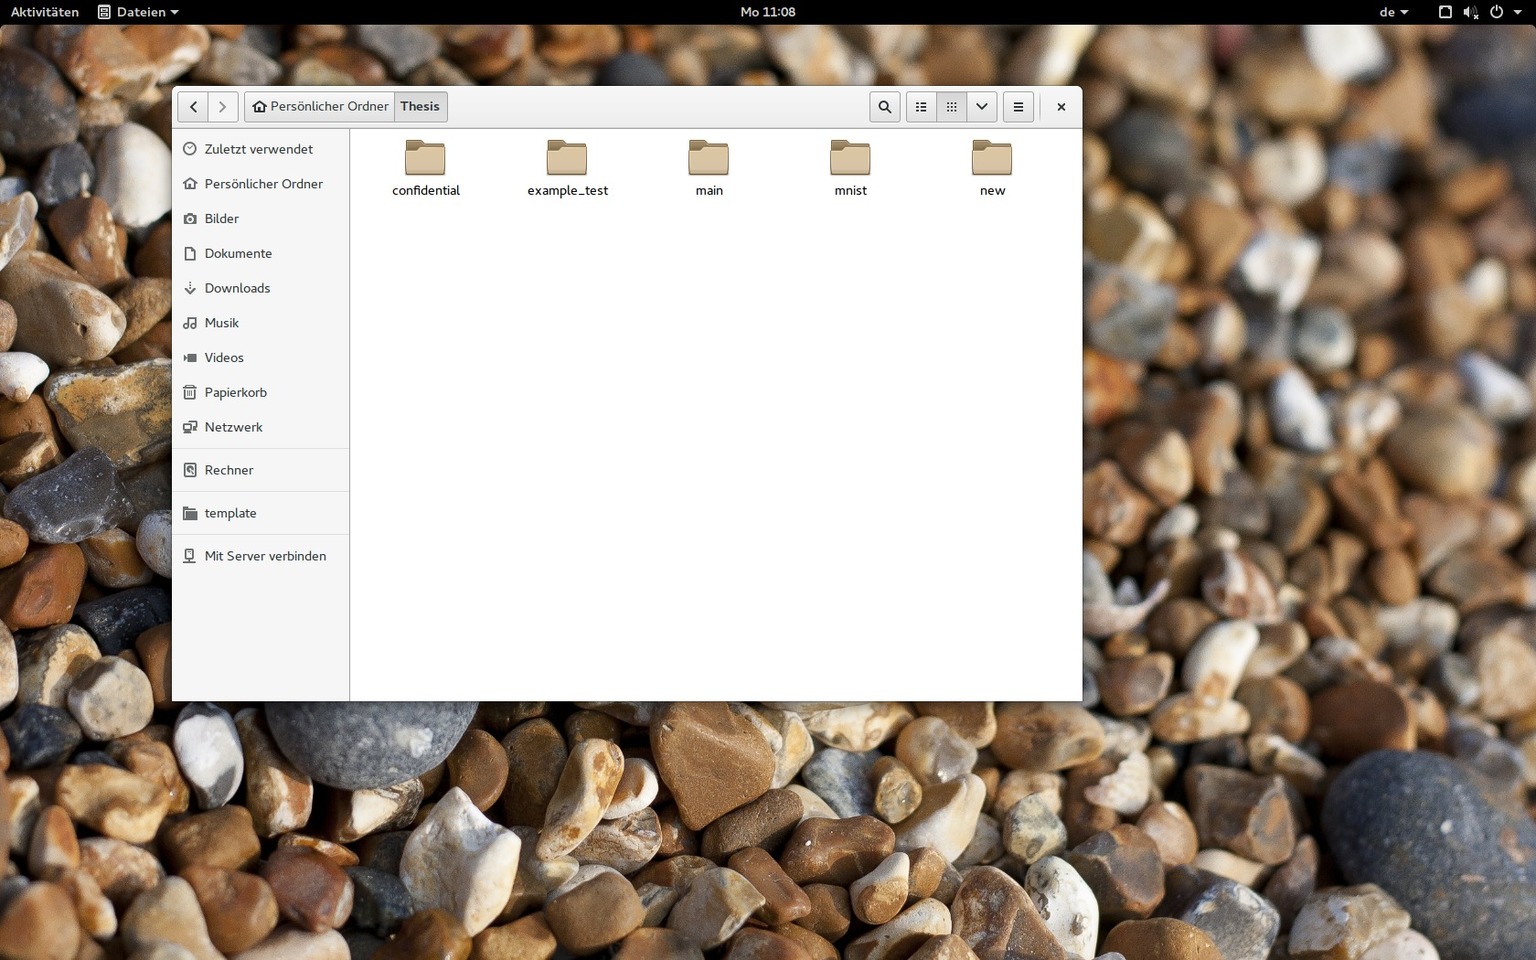 Aktivitäten Dateien Mo 11:08 de
Persönlicher Ordner Thesis
Zuletzt verwendet
Persönlicher Ordner
Bilder
Dokumente
Downloads
Musik
Videos
Papierkorb
Netzwerk
Rechner
template
Mit Server verbinden
confidential example_test main mnist new